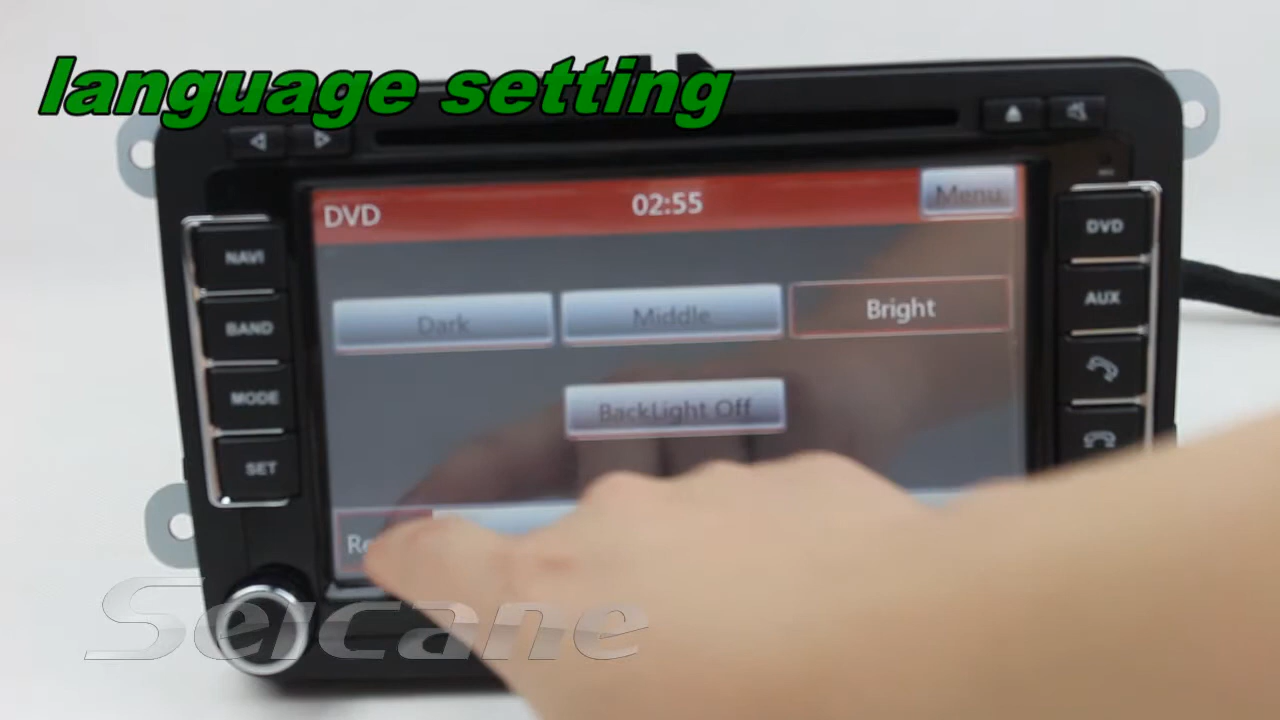 language setting
DVD 02:55 Menu
NAVI
BAND
MODE
SET
Dark Middle Bright
BackLight Off
DVD
AUX
Seicane